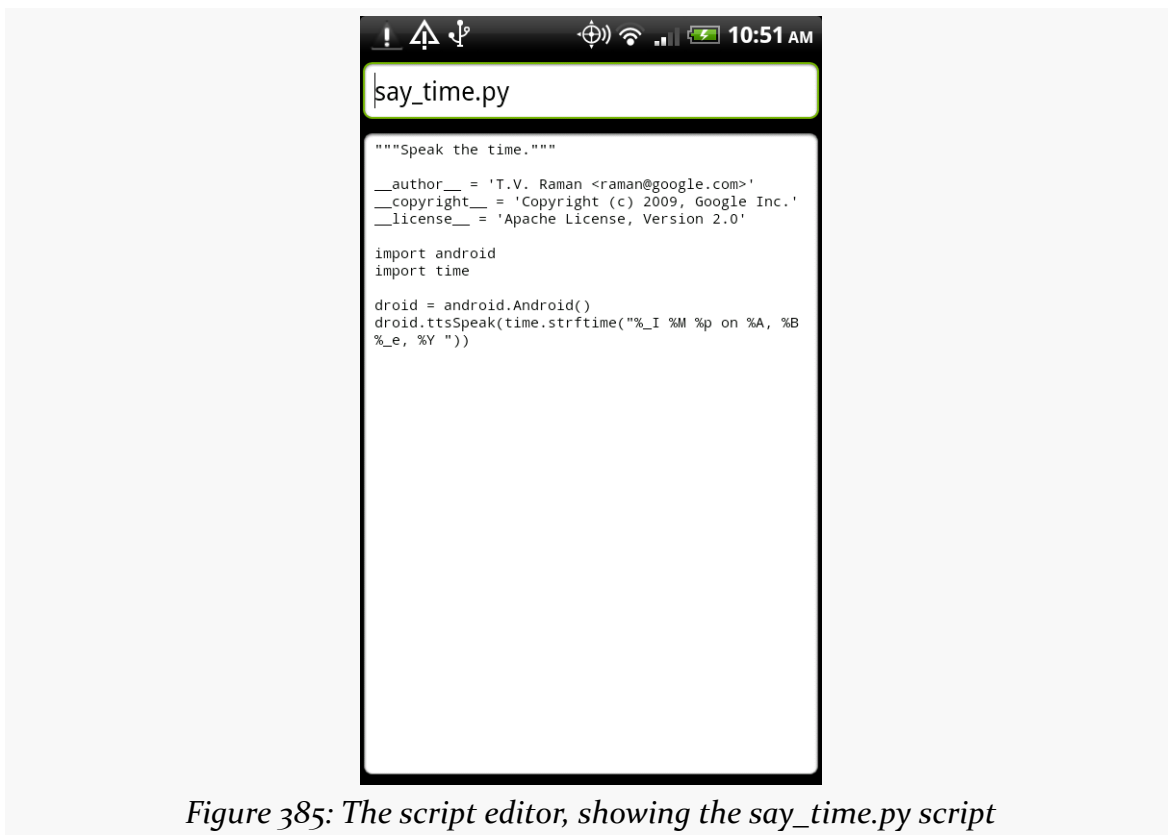 10:51 AM
say_time.py
"""Speak the time."""
__author__ = 'T.V. Raman <raman@google.com>'
__copyright__ = 'Copyright (c) 2009, Google Inc.'
__license__ = 'Apache License, Version 2.0'
import android
import time
droid = android.Android()
droid.ttsSpeak(time.strftime("%_I %M %p on %A, %B
%_e, %Y "))
Figure 385: The script editor, showing the say_time.py script